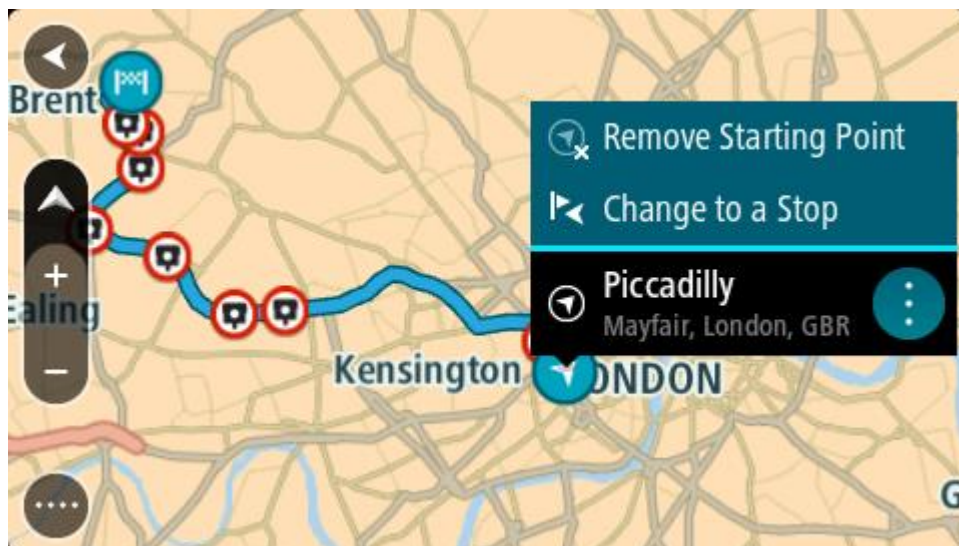 Brent
Remove Starting Point
Change to a Stop
Piccadilly
Mayfair, London, GBR
Ealing
Kensington
ONDON
G